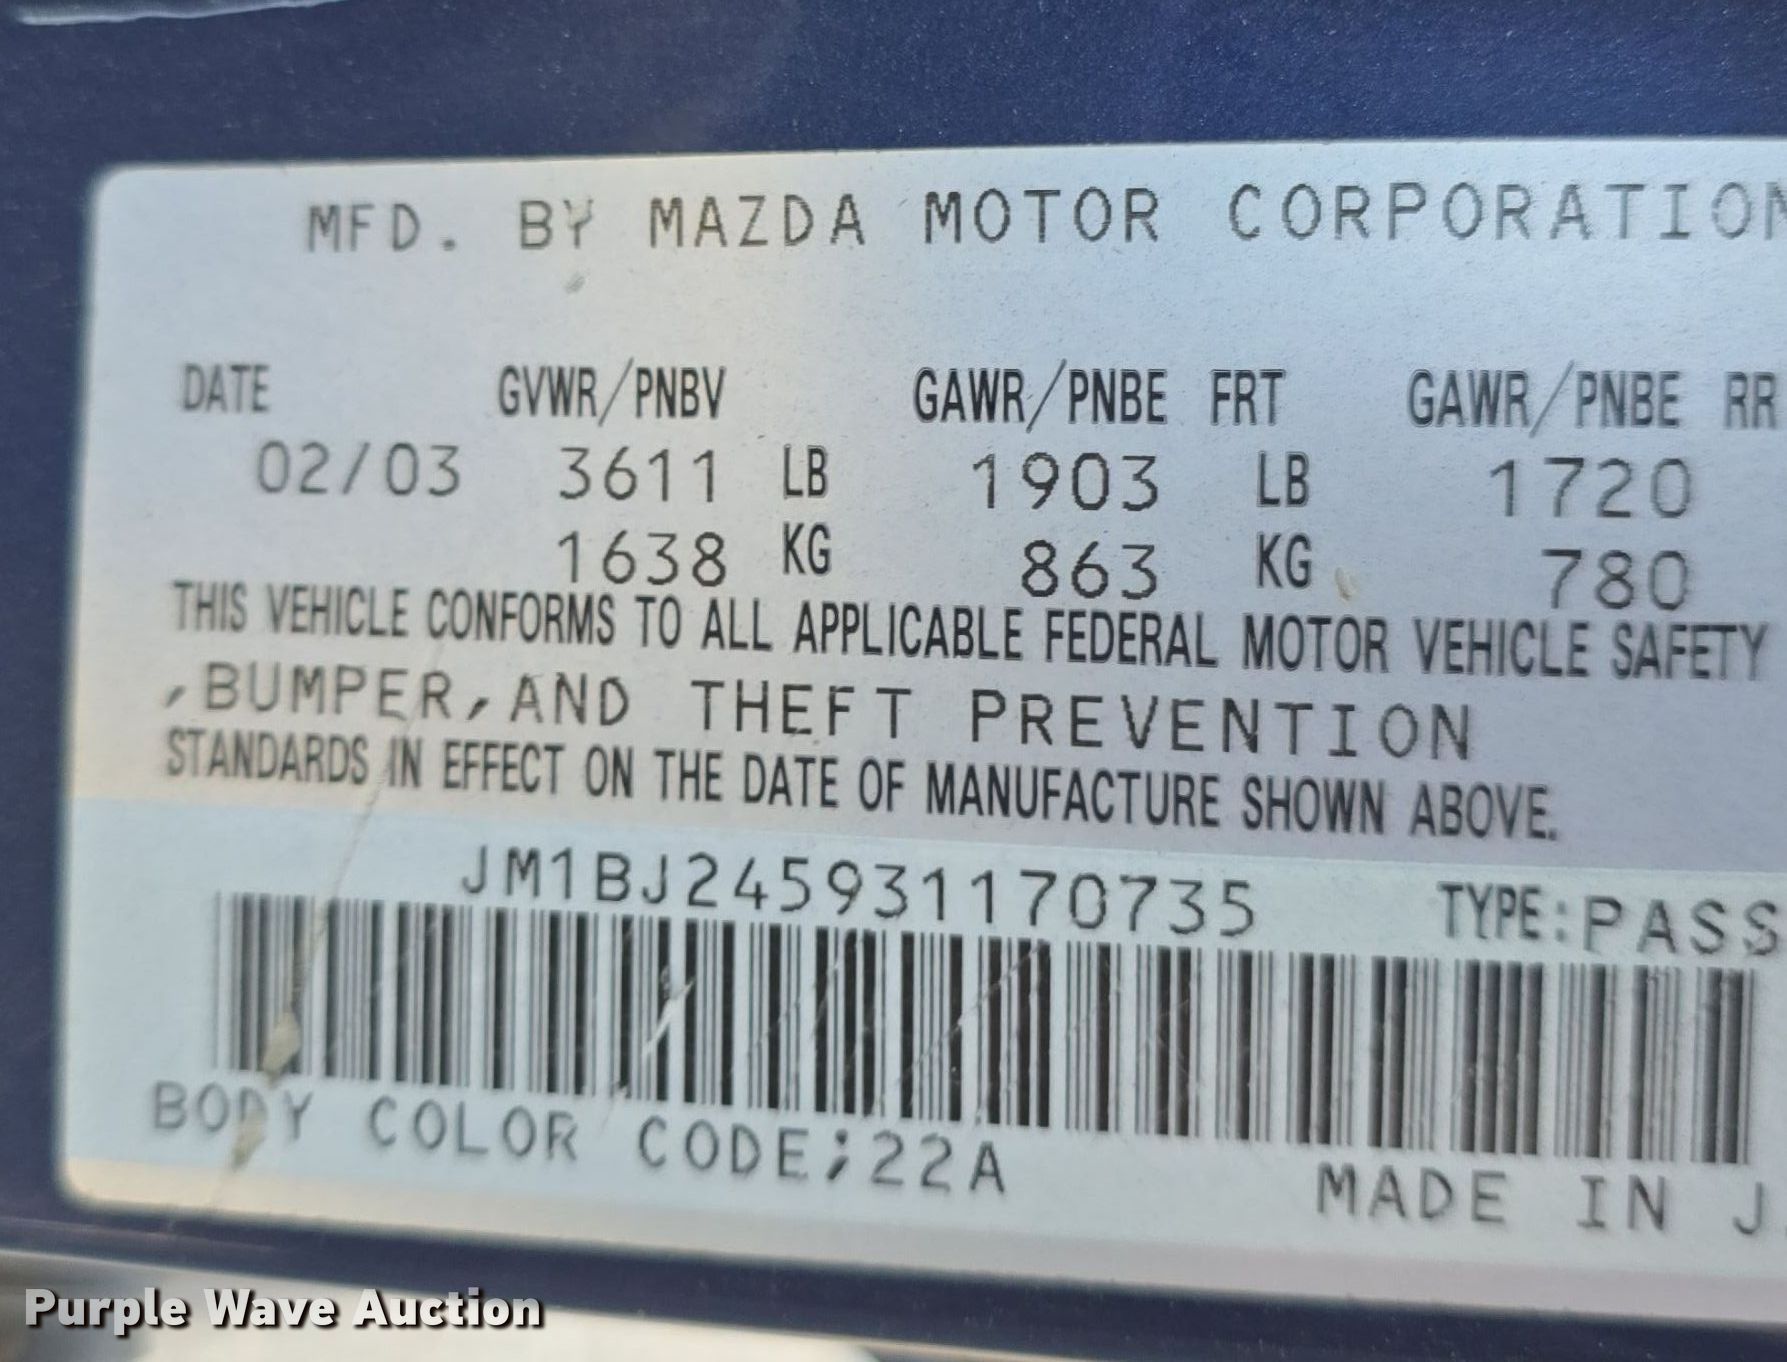 MFD. BY MAZDA MOTOR CORPORATION
DATE GVWR/PNBV GAWR/PNBE FRT GAWR/PNBE RR
02/03 3611 LB 1903 LB 1720
1638 KG 863 KG 780
THIS VEHICLE CONFORMS TO ALL APPLICABLE FEDERAL MOTOR VEHICLE SAFETY
,BUMPER,AND THEFT PREVENTION
STANDARDS IN EFFECT ON THE DATE OF MANUFACTURE SHOWN ABOVE.
JM1BJ245931170735 TYPE:PASS
BODY COLOR CODE;22A
MADE IN J
Purple Wave Auction